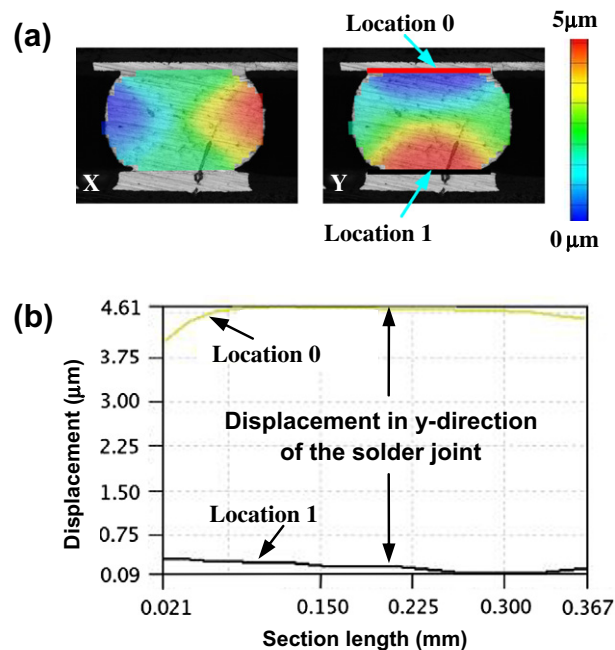 (a)
Location 0
5μm
X
Y
Location 1
0 μm
(b)
4.61
3.75
3.00
2.25
1.50
0.75
0.09
Displacement (μm)
Location 0
Displacement in y-direction
of the solder joint
Location 1
0.021
0.150
0.225
0.300
0.367
Section length (mm)